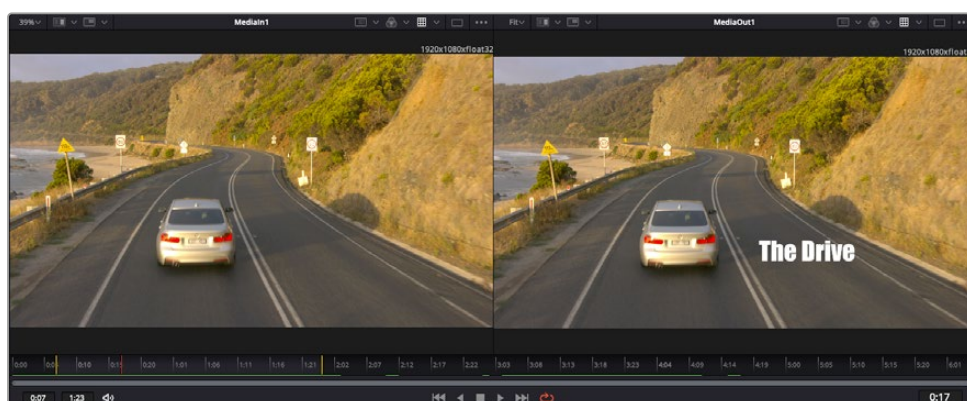 39% MediaIn1 Fit MediaOut1
1920x1080xfloat32 1920x1080xfloat
The Drive
0:00 0:10 0:20 1:01 1:06 1:11 1:16 1:21 2:02 2:07 2:12 2:17 2:22 3:03 3:08 3:13 3:18 3:23 4:04 4:09 4:14 4:19 5:00 5:05 5:10 5:15 5:20 6:01
0:07 1:23 0:17